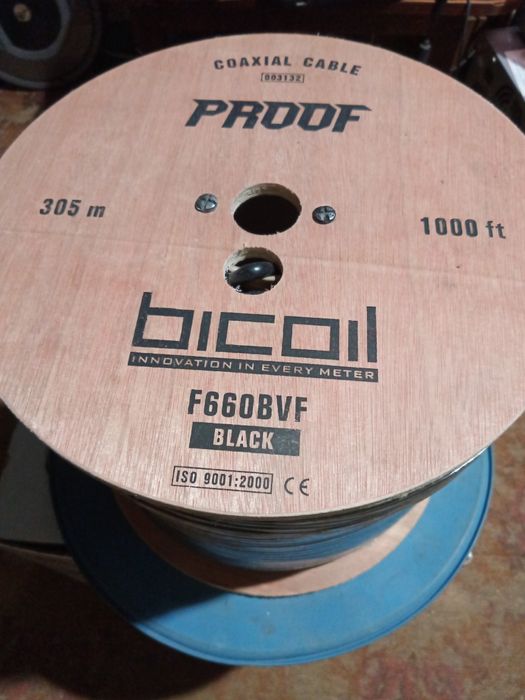 COAXIAL CABLE
003132
PROOF
305 m
1000 ft
bicoil
INNOVATION IN EVERY METER
F660BVF
BLACK
ISO 9001:2000 CE